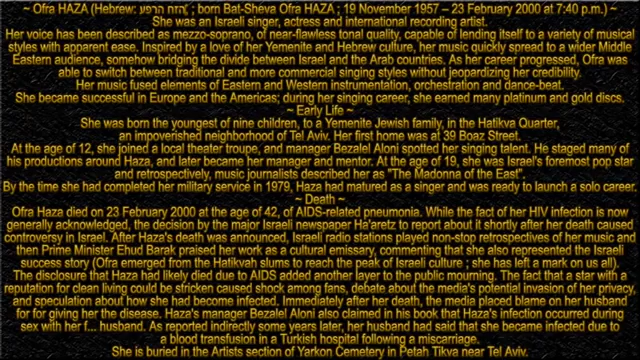 ~ Ofra HAZA (Hebrew: עפרה חזה ; born Bat-Sheva Ofra HAZA ; 19 November 1957 – 23 February 2000 at 7:40 p.m.) ~
She was an Israeli singer, actress and international recording artist.
Her voice has been described as mezzo-soprano, of near-flawless tonal quality, capable of lending itself to a variety of musical
styles with apparent ease. Inspired by a love of her Yemenite and Hebrew culture, her music quickly spread to a wider Middle
Eastern audience, somehow bridging the divide between Israel and the Arab countries. As her career progressed, Ofra was
able to switch between traditional and more commercial singing styles without jeopardizing her credibility.
Her music fused elements of Eastern and Western instrumentation, orchestration and dance-beat.
She became successful in Europe and the Americas; during her singing career, she earned many platinum and gold discs.
~ Early Life ~
She was born the youngest of nine children, to a Yemenite Jewish family, in the Hatikva Quarter,
an impoverished neighborhood of Tel Aviv. Her first home was at 39 Boaz Street.
At the age of 12, she joined a local theater troupe, and manager Bezalel Aloni spotted her singing talent. He staged many of
his productions around Haza, and later became her manager and mentor. At the age of 19, she was Israel's foremost pop star
and retrospectively, music journalists described her as "The Madonna of the East".
By the time she had completed her military service in 1979, Haza had matured as a singer and was ready to launch a solo career.
~ Death ~
Ofra Haza died on 23 February 2000 at the age of 42, of AIDS-related pneumonia. While the fact of her HIV infection is now
generally acknowledged, the decision by the major Israeli newspaper Ha'aretz to report about it shortly after her death caused
controversy in Israel. After Haza's death was announced, Israeli radio stations played non-stop retrospectives of her music and
then Prime Minister Ehud Barak praised her work as a cultural emissary, commenting that she also represented the Israeli
success story (Ofra emerged from the Hatikvah slums to reach the peak of Israeli culture ; she has left a mark on us all).
The disclosure that Haza had likely died due to AIDS added another layer to the public mourning. The fact that a star with a
reputation for clean living could be stricken caused shock among fans, debate about the media's potential invasion of her privacy,
and speculation about how she had become infected. Immediately after her death, the media placed blame on her husband
for for giving her the disease. Haza's manager Bezalel Aloni also claimed in his book that Haza's infection occurred during
sex with her f... husband. As reported indirectly some years later, her husband had said that she became infected due to
a blood transfusion in a Turkish hospital following a miscarriage.
She is buried in the Artists section of Yarkon Cemetery in Petah Tikva near Tel Aviv.